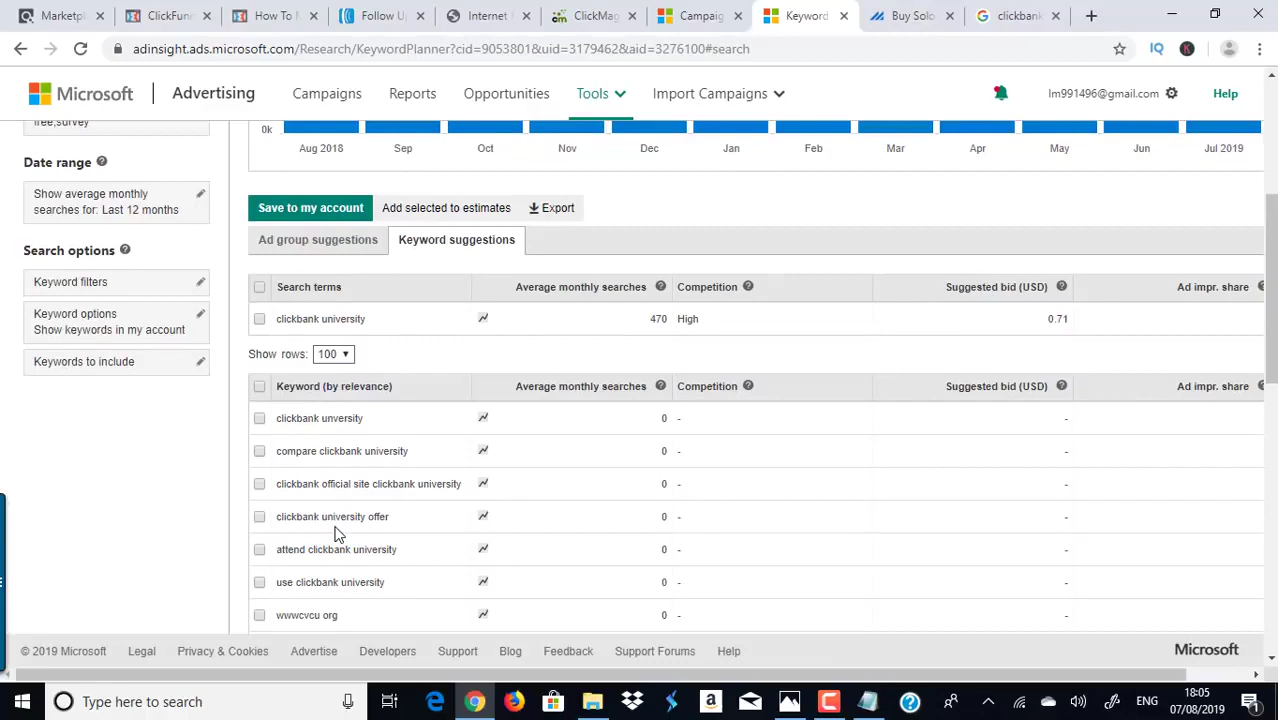 Marketpl
ClickFun
How To M
Follow U
Internet
ClickMag
Campaig
Keyword
Buy Solo
clickbank
adinsight.ads.microsoft.com/Research/KeywordPlanner?cid=9053801&uid=3179462&aid=3276100#search
Microsoft
Advertising
Campaigns
Reports
Opportunities
Tools
Import Campaigns
lm991496@gmail.com
Help
free,survey
0k
Aug 2018
Sep
Oct
Nov
Dec
Jan
Feb
Mar
Apr
May
Jun
Jul 2019
Date range
Show average monthly
searches for: Last 12 months
Search options
Keyword filters
Keyword options
Show keywords in my account
Keywords to include
Save to my account
Add selected to estimates
Export
Ad group suggestions
Keyword suggestions
Search terms Average monthly searches Competition Suggested bid (USD) Ad impr. share
clickbank university 470 High 0.71
Show rows: 100
Keyword (by relevance) Average monthly searches Competition Suggested bid (USD) Ad impr. share
clickbank unversity 0 - -
compare clickbank university 0 - -
clickbank official site clickbank university 0 - -
clickbank university offer 0 - -
attend clickbank university 0 - -
use clickbank university 0 - -
wwwcvcu org 0 - -
© 2019 Microsoft Legal Privacy & Cookies Advertise Developers Support Blog Feedback Support Forums Help
Microsoft
Type here to search
ENG
18:05
07/08/2019